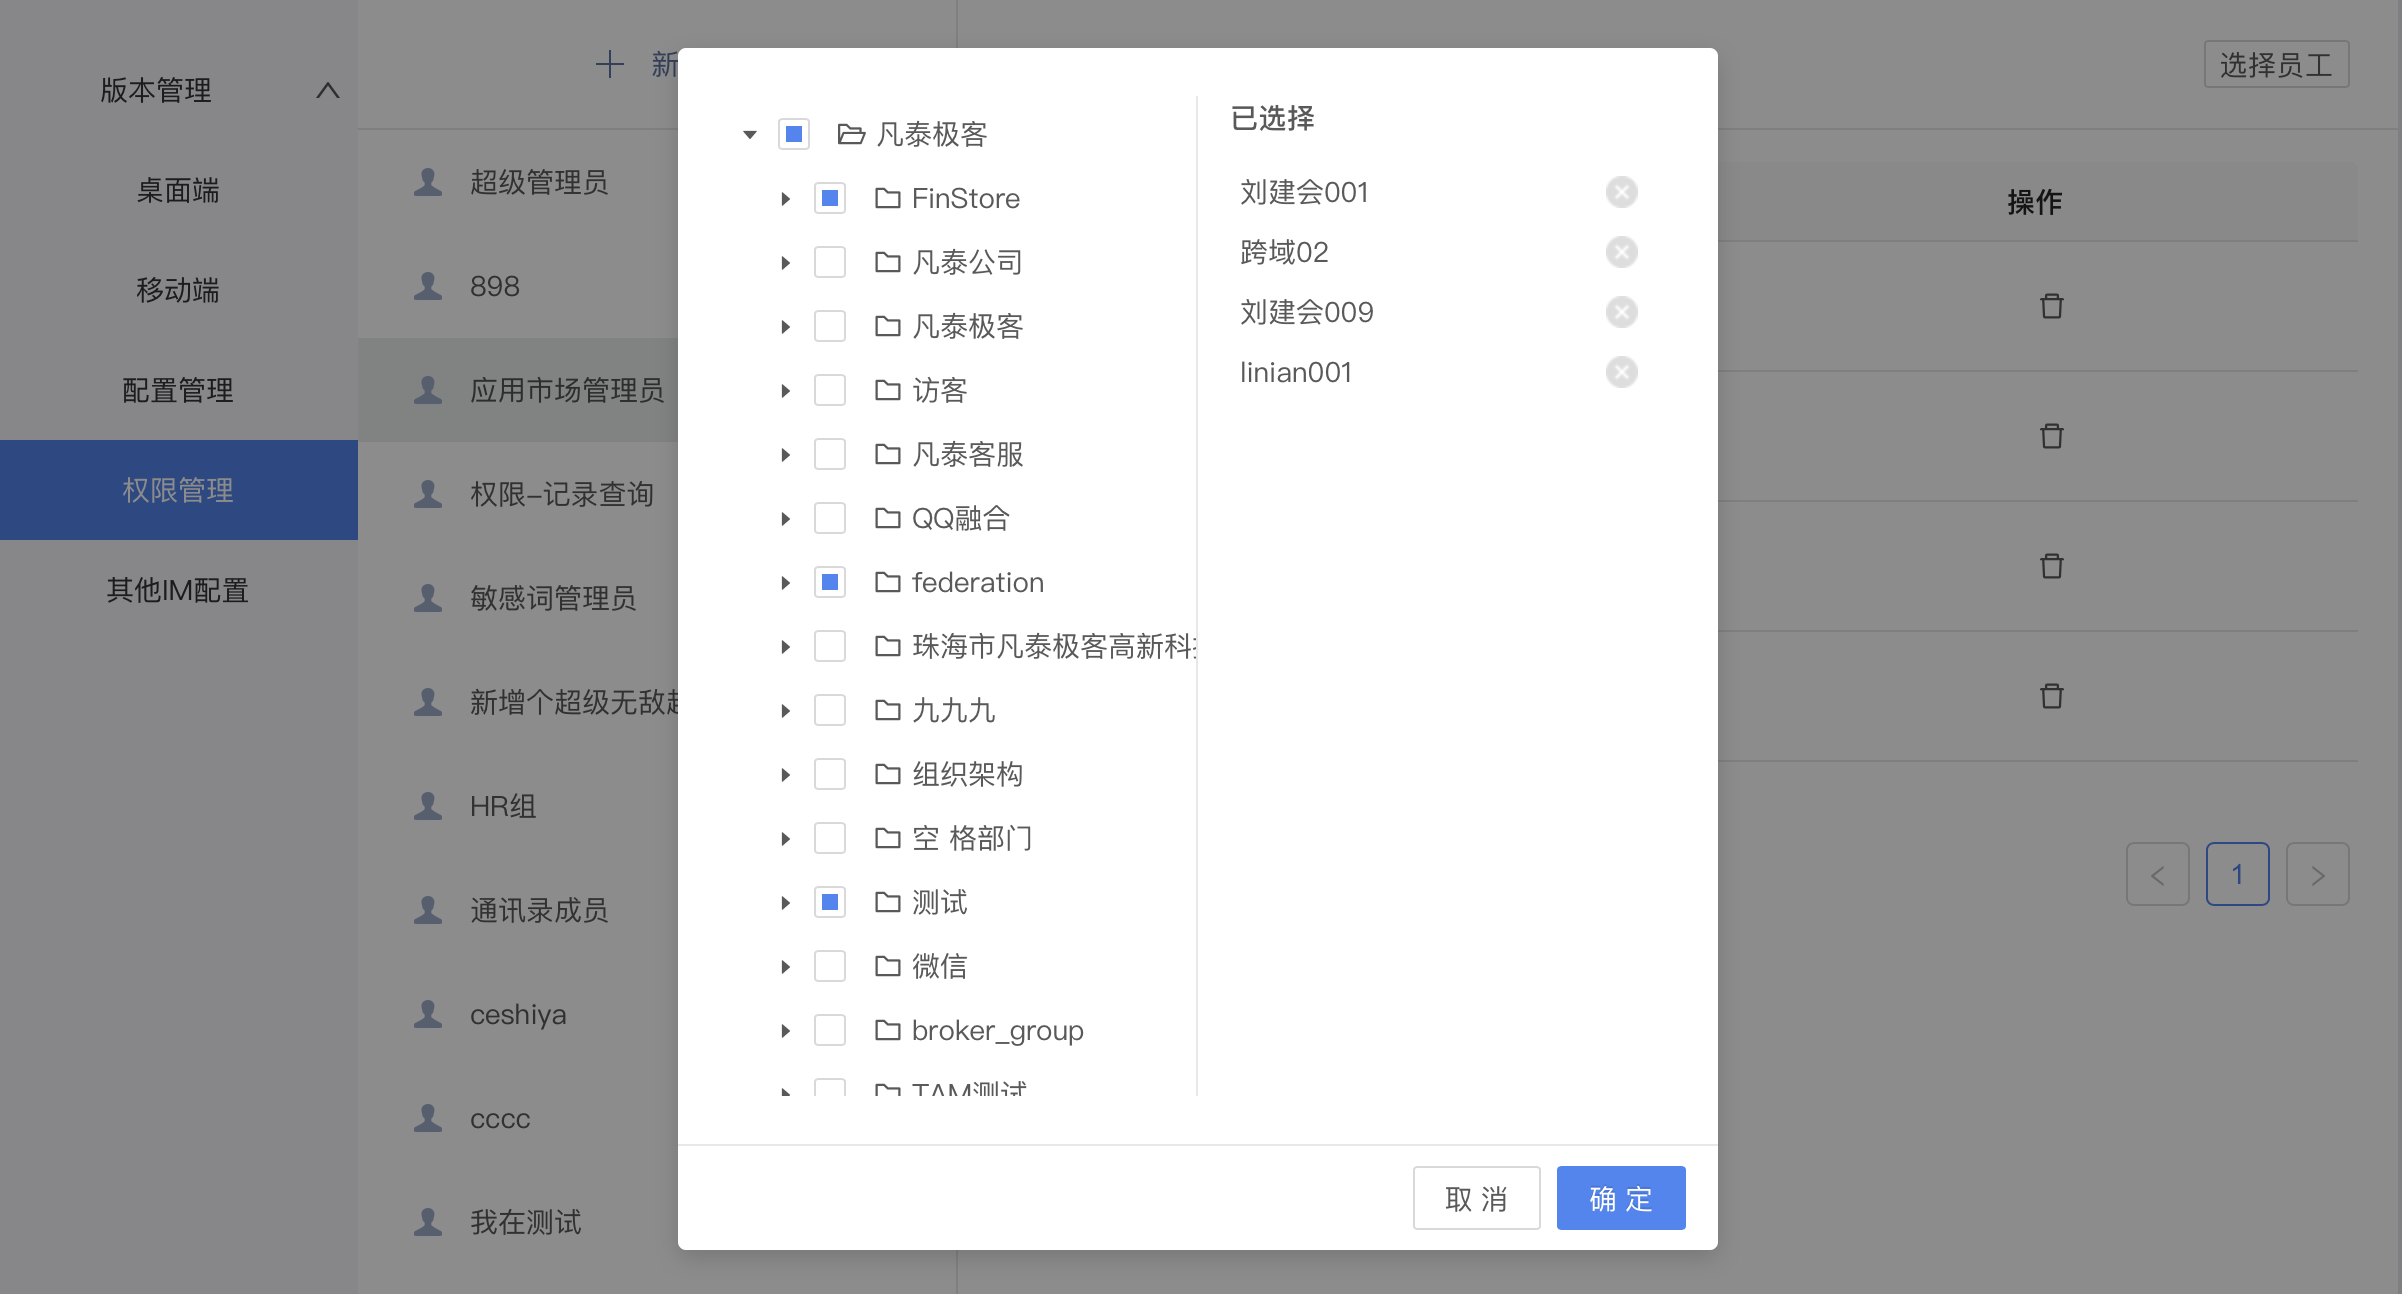 版本管理
桌面端
移动端
配置管理
权限管理
其他IM配置
新
超级管理员
898
应用市场管理员
权限-记录查询
敏感词管理员
新增个超级无敌
HR组
通讯录成员
ceshiya
cccc
我在测试
凡泰极客
FinStore
凡泰公司
凡泰极客
访客
凡泰客服
QQ融合
federation
珠海市凡泰极客高新科
九九九
组织架构
空 格部门
测试
微信
broker_group
TAM测试
已选择
刘建会001
跨域02
刘建会009
linian001
取 消
确 定
选择员工
操作
1